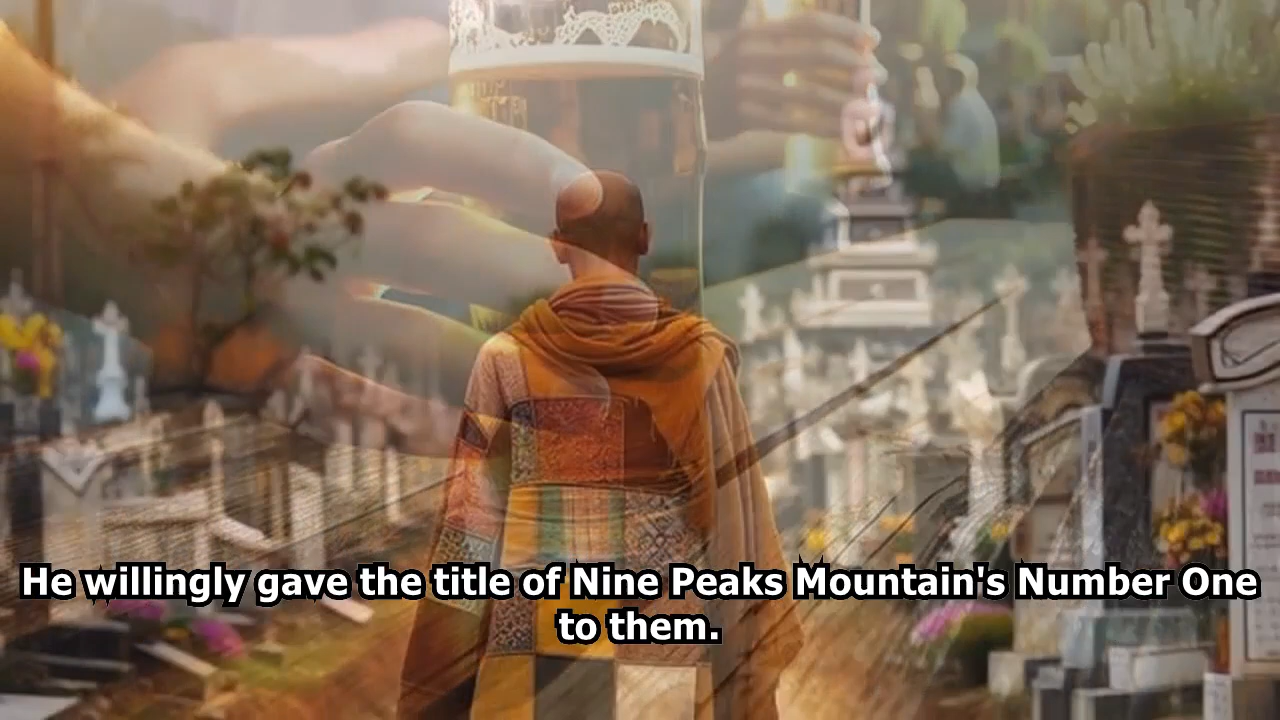 He willingly gave the title of Nine Peaks Mountain's Number One
to them.